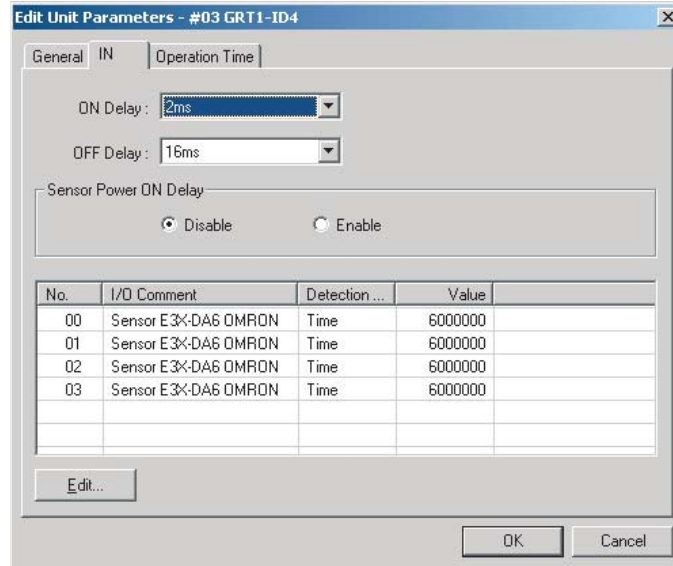 Edit Unit Parameters - #03 GRT1-ID4
General IN Operation Time
ON Delay : 2ms
OFF Delay : 16ms
Sensor Power ON Delay
Disable Enable
No. I/O Comment Detection ... Value
00 Sensor E3X-DA6 OMRON Time 6000000
01 Sensor E3X-DA6 OMRON Time 6000000
02 Sensor E3X-DA6 OMRON Time 6000000
03 Sensor E3X-DA6 OMRON Time 6000000
Edit...
OK Cancel